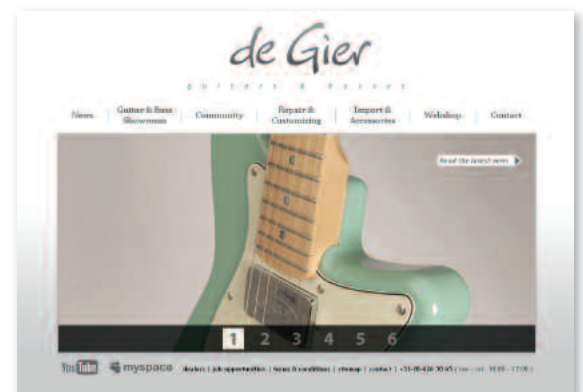 de Gier
guitars & basses
News
Guitar & Bass Showroom
Community
Repair & Customizing
Import & Accessories
Webshop
Contact
Read the latest news
1 2 3 4 5 6
YouTube myspace dealers | job opportunities | terms & conditions | sitemap | contact |